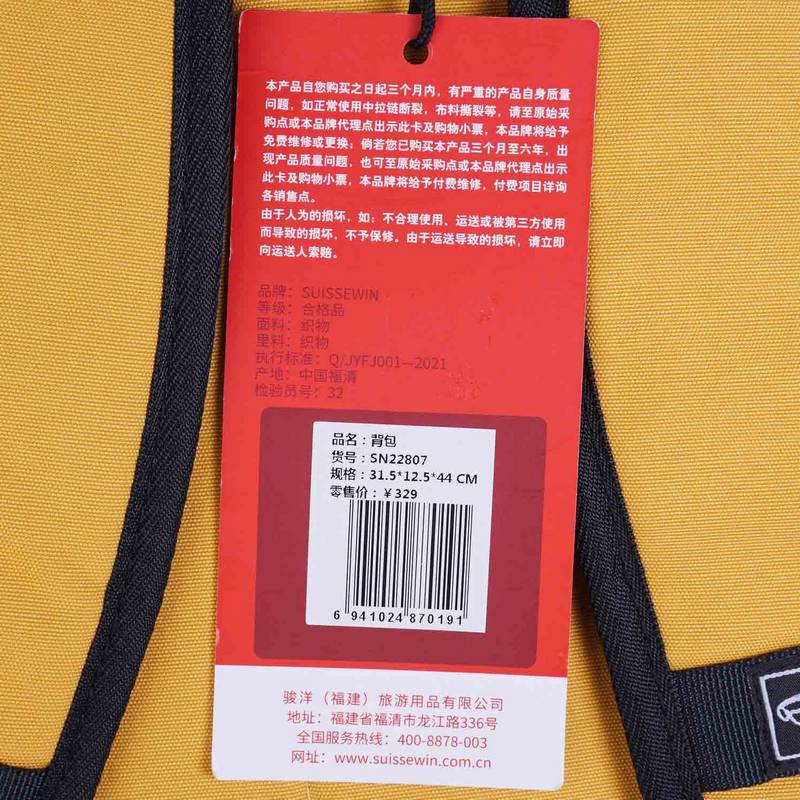 本产品自您购买之日起三个月内，有严重的产品自身质量
问题，如正常使用中拉链断裂，布料撕裂等，请至原始采
购点或本品牌代理点出示此卡及购物小票，本品牌将给予
免费维修或更换；倘若您已购买本产品三个月至六年，出
现产品质量问题，也可至原始采购点或本品牌代理点出示
此卡及购物小票，本品牌将给予付费维修，付费项目详询
各销售点。
由于人为的损坏，如：不合理使用、运送或被第三方使用
而导致的损坏，不予保修。由于运送导致的损坏，请立即
向运送人索赔。
品牌：SUISSEWIN
等级：合格品
面料：织物
里料：织物
执行标准：Q/JYFJ001—2021
产地：中国福清
检验员号：32
品名：背包
货号：SN22807
规格：31.5*12.5*44 CM
零售价：￥329
6 941024 870191
骏洋（福建）旅游用品有限公司
地址：福建省福清市龙江路336号
全国服务热线：400-8878-003
网址：www.suissewin.com.cn